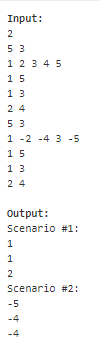 Input:
2
5 3
1 2 3 4 5
1 5
1 3
2 4
5 3
1 -2 -4 3 -5
1 5
1 3
2 4
Output:
Scenario #1:
1
1
2
Scenario #2:
-5
-4
-4